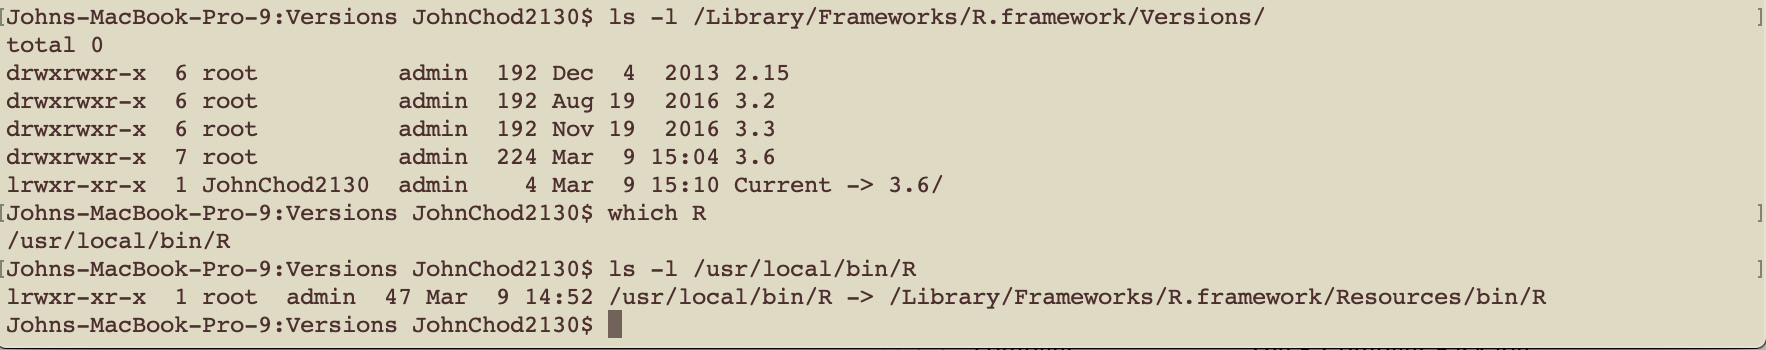 [Johns-MacBook-Pro-9:Versions JohnChod2130$ ls -l /Library/Frameworks/R.framework/Versions/ ]
total 0
drwxrwxr-x  6 root         admin  192 Dec  4  2013 2.15
drwxrwxr-x  6 root         admin  192 Aug 19  2016 3.2
drwxrwxr-x  6 root         admin  192 Nov 19  2016 3.3
drwxrwxr-x  7 root         admin  224 Mar  9 15:04 3.6
lrwxr-xr-x  1 JohnChod2130  admin    4 Mar  9 15:10 Current -> 3.6/
[Johns-MacBook-Pro-9:Versions JohnChod2130$ which R ]
/usr/local/bin/R
[Johns-MacBook-Pro-9:Versions JohnChod2130$ ls -l /usr/local/bin/R ]
lrwxr-xr-x  1 root  admin  47 Mar  9 14:52 /usr/local/bin/R -> /Library/Frameworks/R.framework/Resources/bin/R
Johns-MacBook-Pro-9:Versions JohnChod2130$